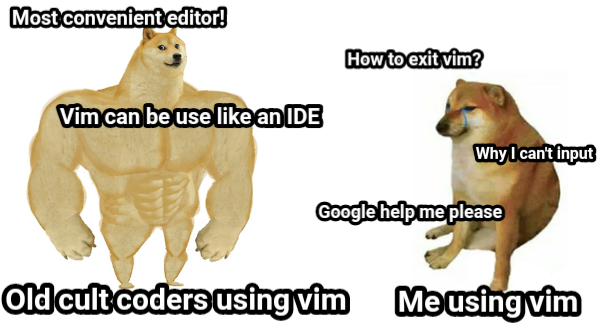 Most convenient editor!
Vim can be use like an IDE
Old cult coders using vim
How to exit vim?
Why I can't input
Google help me please
Me using vim